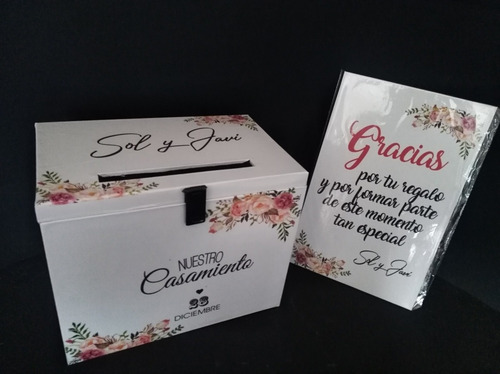 Sol y Javi
NUESTRO
Casamiento
23
DICIEMBRE
Gracias
por tu regalo
y por formar parte
de este momento
tan especial
Sol y Javi